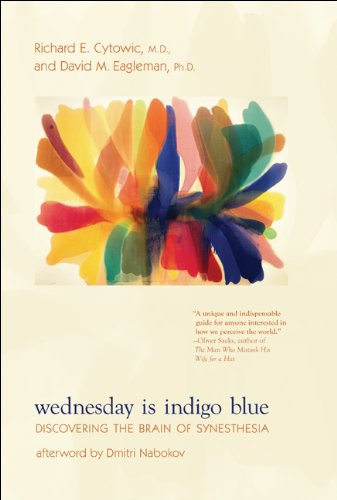 Richard E. Cytowic, M.D.,
and David M. Eagleman, Ph.D.
"A unique and indispensable
guide for anyone interested in
how we perceive the world."
–Oliver Sacks, author of
The Man Who Mistook His
Wife for a Hat
wednesday is indigo blue
DISCOVERING THE BRAIN OF SYNESTHESIA
afterword by Dmitri Nabokov